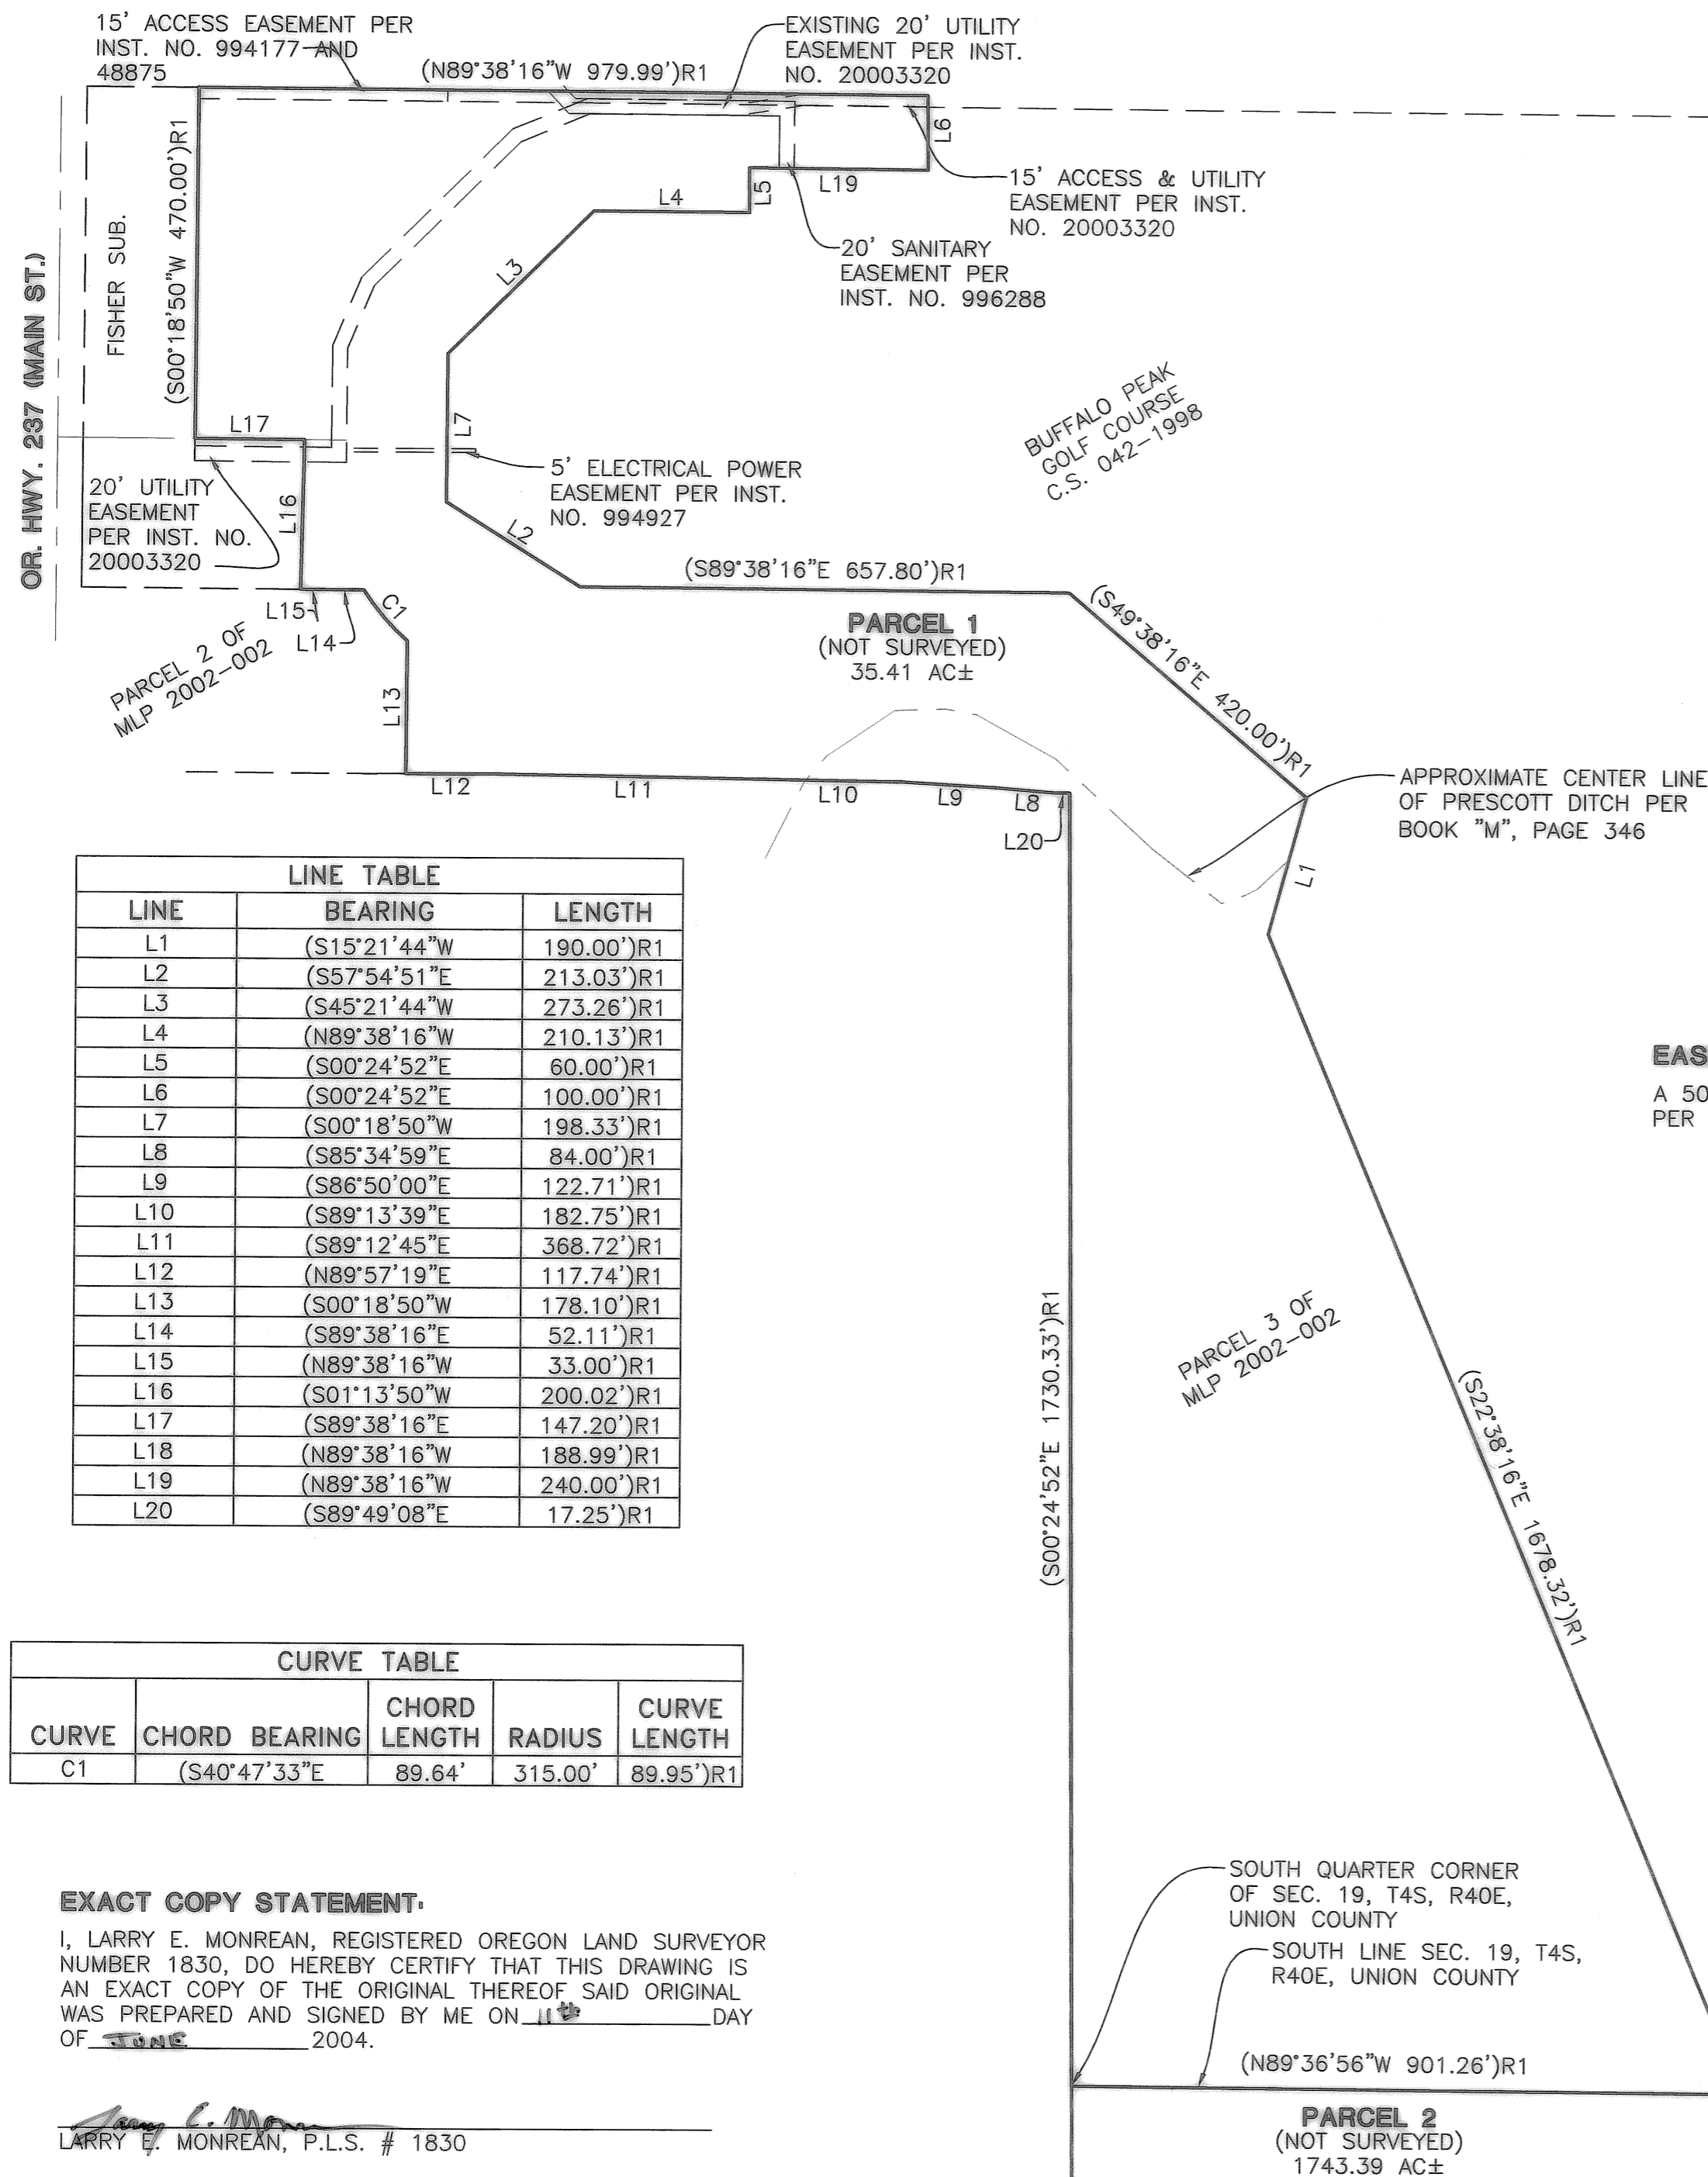 15' ACCESS EASEMENT PER
INST. NO. 994177 AND
48875
(N89°38'16"W 979.99')R1
EXISTING 20' UTILITY
EASEMENT PER INST.
NO. 20003320
L6
15' ACCESS & UTILITY
EASEMENT PER INST.
NO. 20003320
L19
L5
L4
20' SANITARY
EASEMENT PER
INST. NO. 996288
L3
(S00°18'50"W 470.00')R1
FISHER SUB.
OR. HWY. 237 (MAIN ST.)
L17
L7
BUFFALO PEAK
GOLF COURSE
C.S. 042-1998
5' ELECTRICAL POWER
EASEMENT PER INST.
NO. 994927
20' UTILITY
EASEMENT
PER INST. NO.
20003320
L16
L2
(S89°38'16"E 657.80')R1
(S49°38'16"E 420.00')R1
L15
L14
C1
PARCEL 2 OF
MLP 2002-002
PARCEL 1
(NOT SURVEYED)
35.41 AC±
L13
L12
L11
L10
L9
L8
L20
APPROXIMATE CENTER LINE
OF PRESCOTT DITCH PER
BOOK "M", PAGE 346
L1
LINE TABLE
LINE BEARING LENGTH
L1 (S15°21'44"W 190.00')R1
L2 (S57°54'51"E 213.03')R1
L3 (S45°21'44"W 273.26')R1
L4 (N89°38'16"W 210.13')R1
L5 (S00°24'52"E 60.00')R1
L6 (S00°24'52"E 100.00')R1
L7 (S00°18'50"W 198.33')R1
L8 (S85°34'59"E 84.00')R1
L9 (S86°50'00"E 122.71')R1
L10 (S89°13'39"E 182.75')R1
L11 (S89°12'45"E 368.72')R1
L12 (N89°57'19"E 117.74')R1
L13 (S00°18'50"W 178.10')R1
L14 (S89°38'16"E 52.11')R1
L15 (N89°38'16"W 33.00')R1
L16 (S01°13'50"W 200.02')R1
L17 (S89°38'16"E 147.20')R1
L18 (N89°38'16"W 188.99')R1
L19 (N89°38'16"W 240.00')R1
L20 (S89°49'08"E 17.25')R1
EAS
A 50
PER
(S00°24'52"E 1730.33')R1
PARCEL 3 OF
MLP 2002-002
(S22°38'16"E 1678.32')R1
CURVE TABLE
CURVE CHORD BEARING CHORD LENGTH RADIUS CURVE LENGTH
C1 (S40°47'33"E 89.64' 315.00' 89.95')R1
EXACT COPY STATEMENT:
I, LARRY E. MONREAN, REGISTERED OREGON LAND SURVEYOR
NUMBER 1830, DO HEREBY CERTIFY THAT THIS DRAWING IS
AN EXACT COPY OF THE ORIGINAL THEREOF SAID ORIGINAL
WAS PREPARED AND SIGNED BY ME ON 11th DAY
OF JUNE 2004.
LARRY E. MONREAN, P.L.S. # 1830
SOUTH QUARTER CORNER
OF SEC. 19, T4S, R40E,
UNION COUNTY
SOUTH LINE SEC. 19, T4S,
R40E, UNION COUNTY
(N89°36'56"W 901.26')R1
PARCEL 2
(NOT SURVEYED)
1743.39 AC±